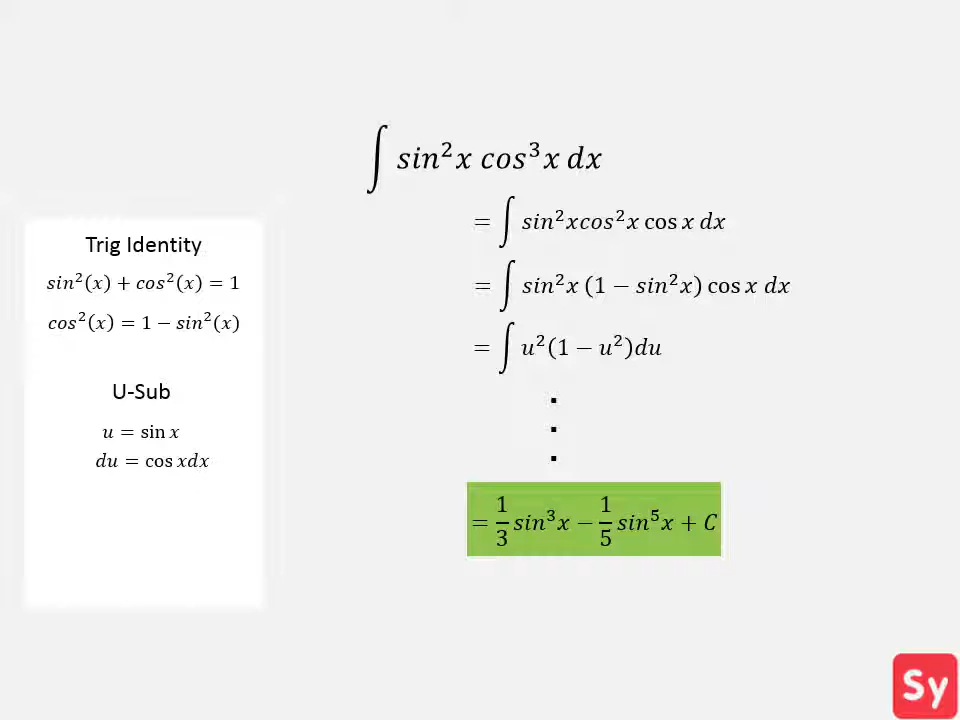 ∫ sin²x cos³x dx
= ∫ sin²xcos²x cos x dx
Trig Identity
sin²(x) + cos²(x) = 1
= ∫ sin²x (1 − sin²x) cos x dx
cos²(x) = 1 − sin²(x)
= ∫ u²(1 − u²)du
U-Sub
u = sin x
du = cos xdx
= 1/3 sin³x − 1/5 sin⁵x + C
Sy